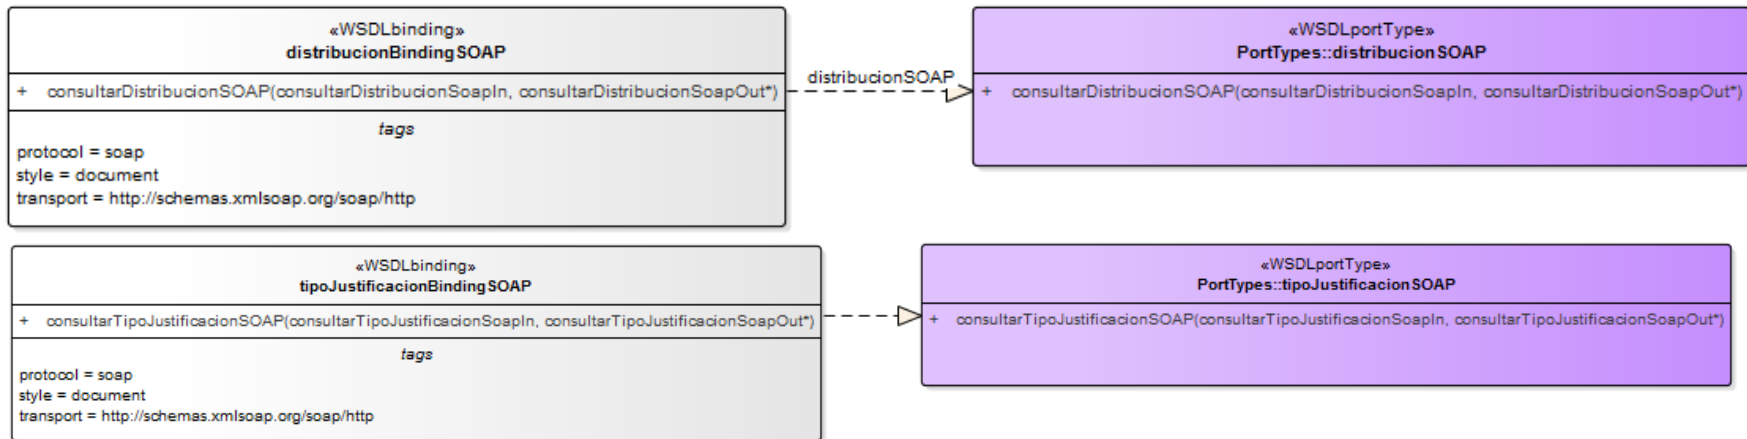 «WSDLbinding»
distribucionBindingSOAP
+ consultarDistribucionSOAP(consultarDistribucionSoapIn, consultarDistribucionSoapOut*)
tags
protocol = soap
style = document
transport = http://schemas.xmlsoap.org/soap/http
distribucionSOAP
«WSDLportType»
PortTypes::distribucionSOAP
+ consultarDistribucionSOAP(consultarDistribucionSoapIn, consultarDistribucionSoapOut*)
«WSDLbinding»
tipoJustificacionBindingSOAP
+ consultarTipoJustificacionSOAP(consultarTipoJustificacionSoapIn, consultarTipoJustificacionSoapOut*)
tags
protocol = soap
style = document
transport = http://schemas.xmlsoap.org/soap/http
«WSDLportType»
PortTypes::tipoJustificacionSOAP
+ consultarTipoJustificacionSOAP(consultarTipoJustificacionSoapIn, consultarTipoJustificacionSoapOut*)